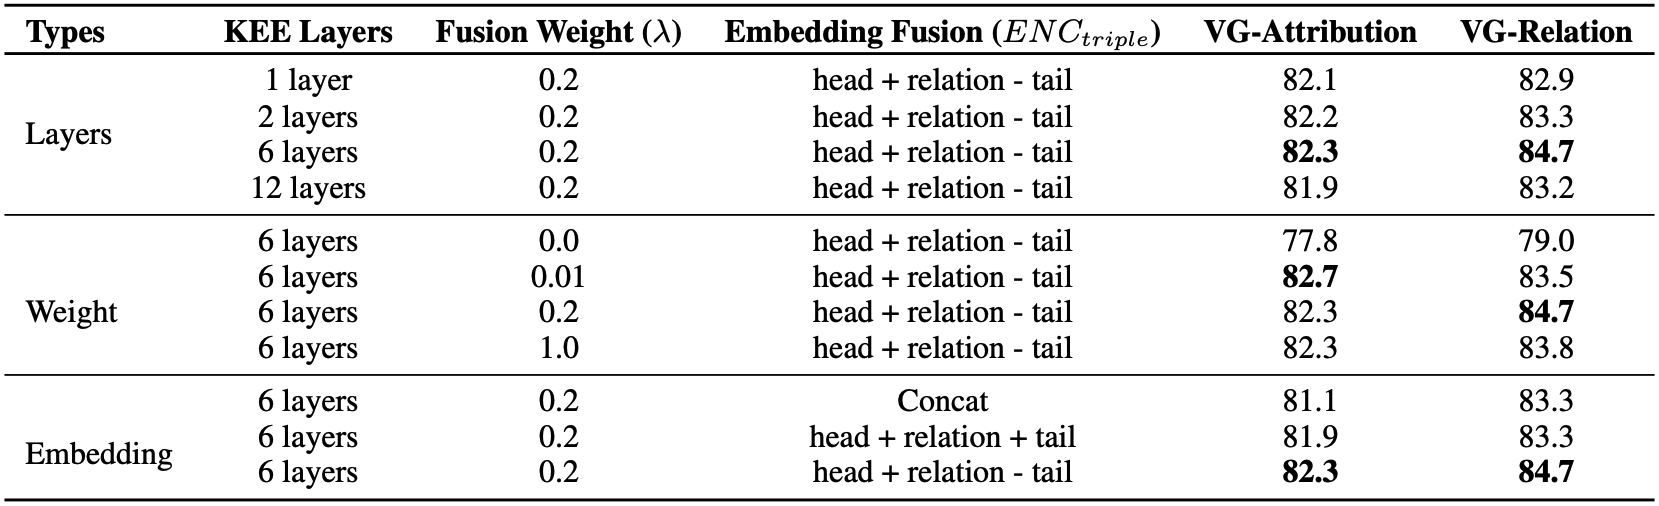 Types KEE Layers Fusion Weight (λ) Embedding Fusion (ENC_triple) VG-Attribution VG-Relation
Layers
1 layer 0.2 head + relation - tail 82.1 82.9
2 layers 0.2 head + relation - tail 82.2 83.3
6 layers 0.2 head + relation - tail 82.3 84.7
12 layers 0.2 head + relation - tail 81.9 83.2
Weight
6 layers 0.0 head + relation - tail 77.8 79.0
6 layers 0.01 head + relation - tail 82.7 83.5
6 layers 0.2 head + relation - tail 82.3 84.7
6 layers 1.0 head + relation - tail 82.3 83.8
Embedding
6 layers 0.2 Concat 81.1 83.3
6 layers 0.2 head + relation + tail 81.9 83.3
6 layers 0.2 head + relation - tail 82.3 84.7